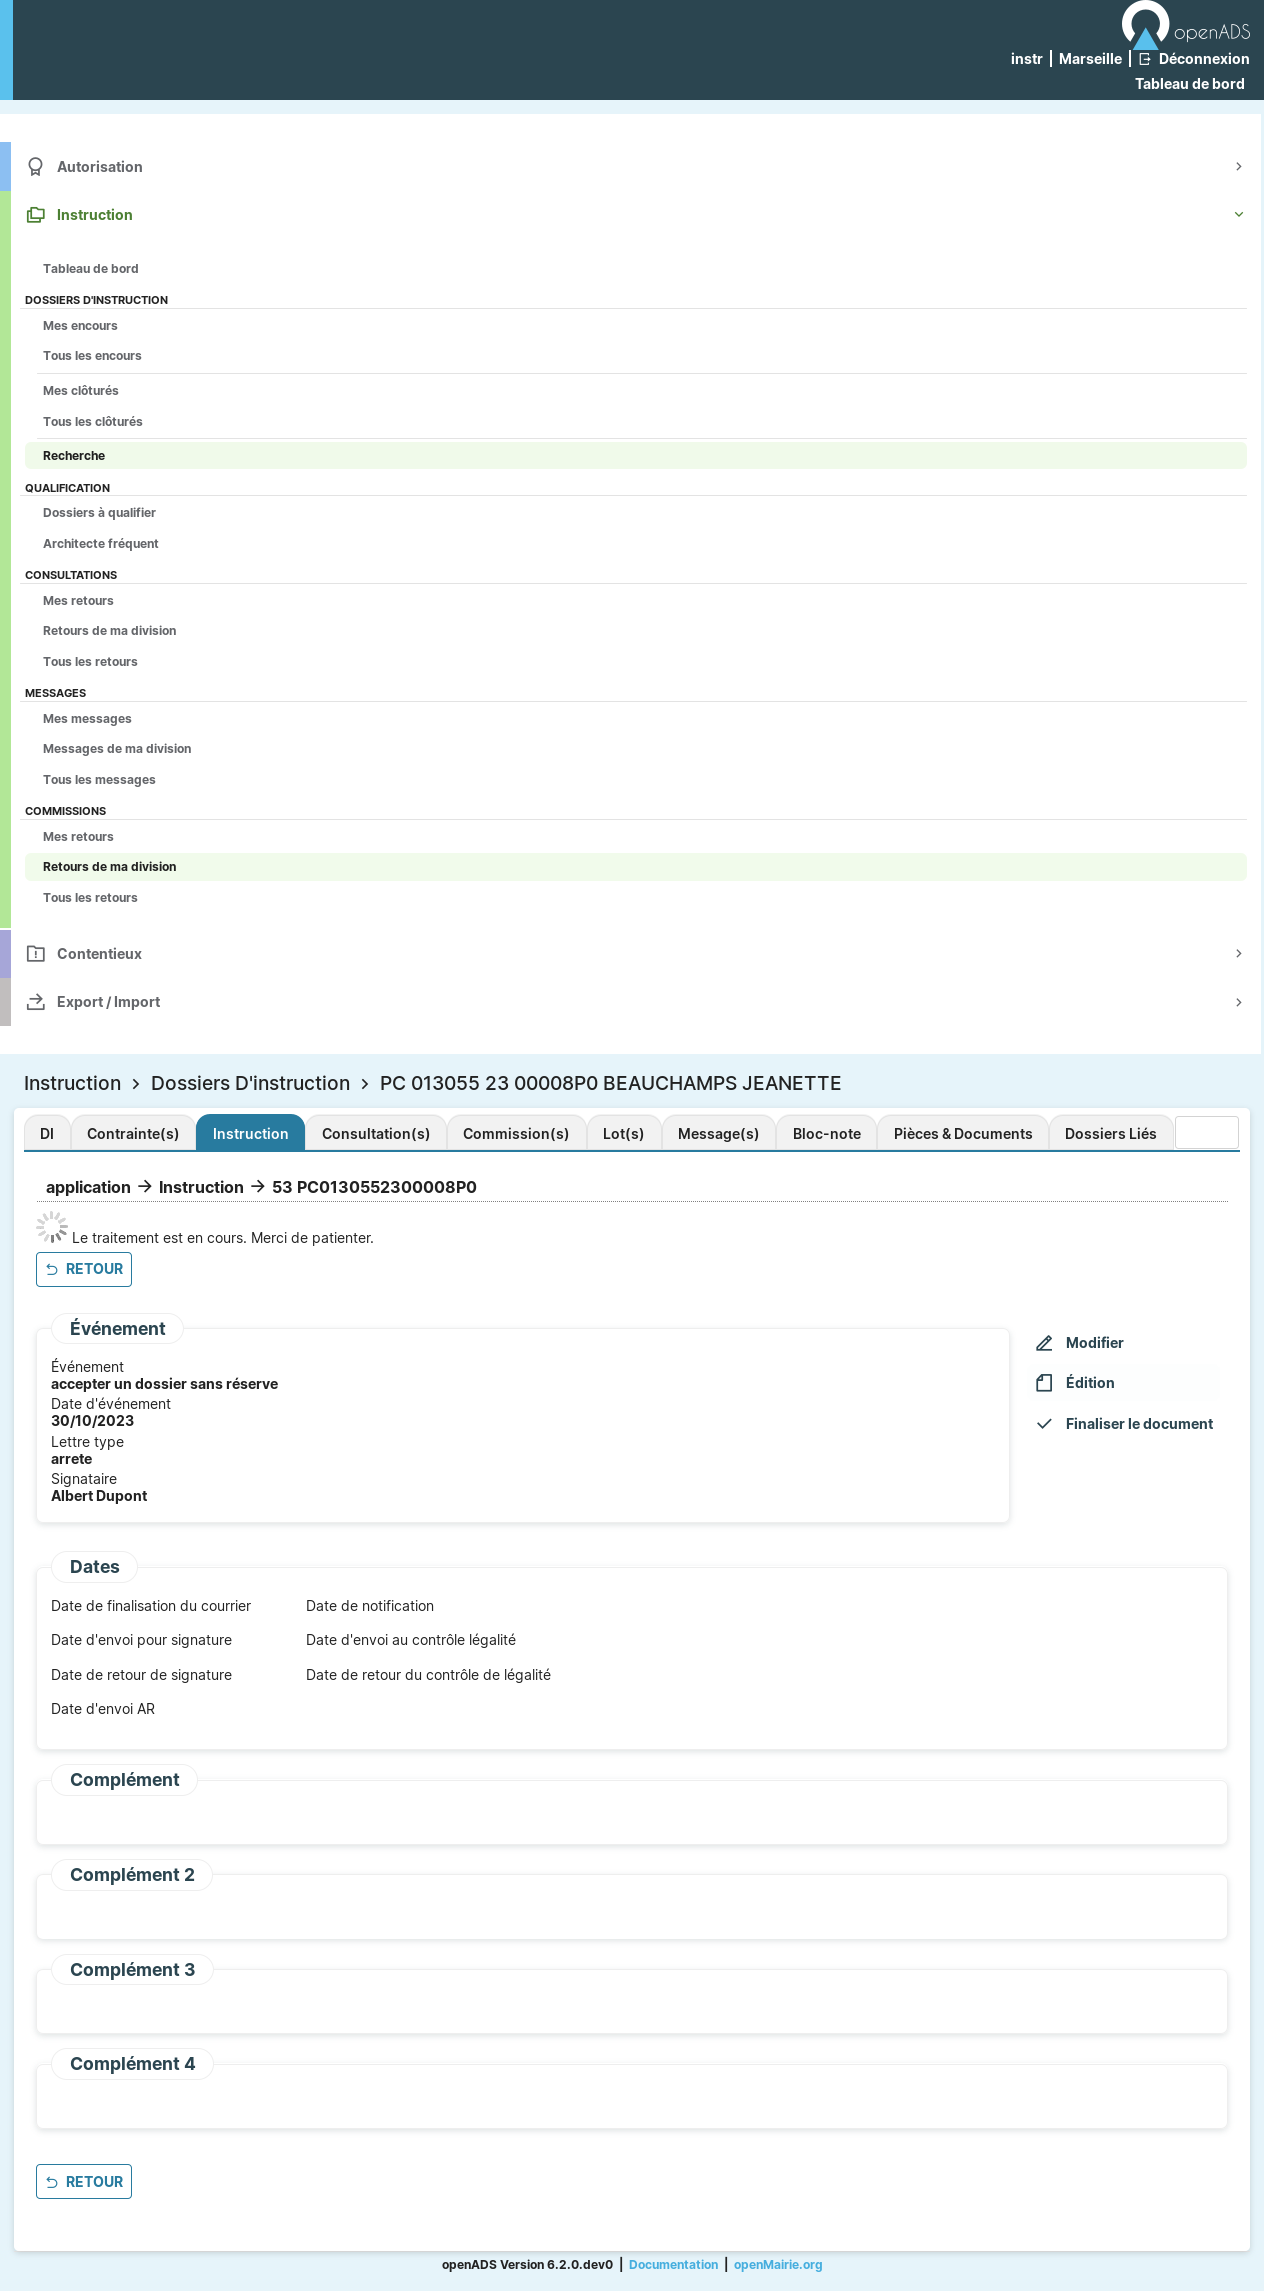 openADS
instr | Marseille | Déconnexion
Tableau de bord
Autorisation
Instruction
Tableau de bord
DOSSIERS D'INSTRUCTION
Mes encours
Tous les encours
Mes clôturés
Tous les clôturés
Recherche
QUALIFICATION
Dossiers à qualifier
Architecte fréquent
CONSULTATIONS
Mes retours
Retours de ma division
Tous les retours
MESSAGES
Mes messages
Messages de ma division
Tous les messages
COMMISSIONS
Mes retours
Retours de ma division
Tous les retours
Contentieux
Export / Import
Instruction > Dossiers D'instruction > PC 013055 23 00008P0 BEAUCHAMPS JEANETTE
DI Contrainte(s) Instruction Consultation(s) Commission(s) Lot(s) Message(s) Bloc-note Pièces & Documents Dossiers Liés
application → Instruction → 53 PC0130552300008P0
Le traitement est en cours. Merci de patienter.
RETOUR
Événement
Événement
accepter un dossier sans réserve
Date d'événement
30/10/2023
Lettre type
arrete
Signataire
Albert Dupont
Modifier
Édition
Finaliser le document
Dates
Date de finalisation du courrier Date de notification
Date d'envoi pour signature Date d'envoi au contrôle légalité
Date de retour de signature Date de retour du contrôle de légalité
Date d'envoi AR
Complément
Complément 2
Complément 3
Complément 4
RETOUR
openADS Version 6.2.0.dev0 | Documentation | openMairie.org